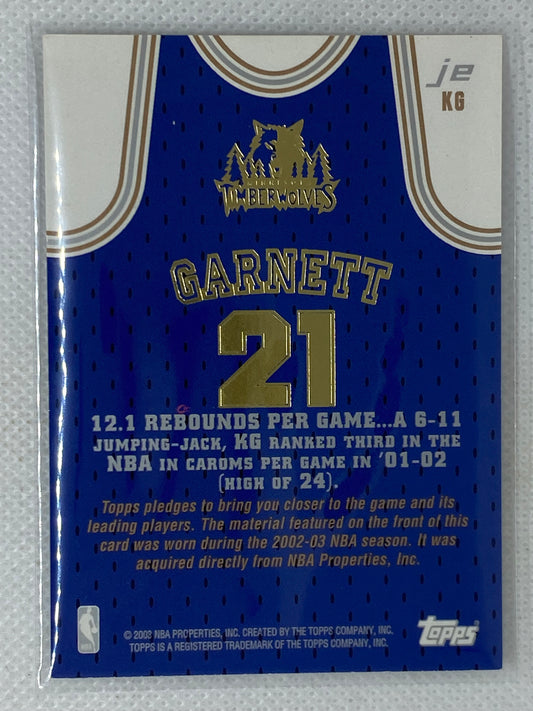 je
KG
MINNESOTA
TIMBERWOLVES
GARNETT
21
12.1 REBOUNDS PER GAME...A 6-11
JUMPING-JACK, KG RANKED THIRD IN THE
NBA IN CAROMS PER GAME IN '01-02
(HIGH OF 24).
Topps pledges to bring you closer to the game and its
leading players. The material featured on the front of this
card was worn during the 2002-03 NBA season. It was
acquired directly from NBA Properties, Inc.
© 2003 NBA PROPERTIES, INC. CREATED BY THE TOPPS COMPANY, INC.
TOPPS IS A REGISTERED TRADEMARK OF THE TOPPS COMPANY, INC.
Topps